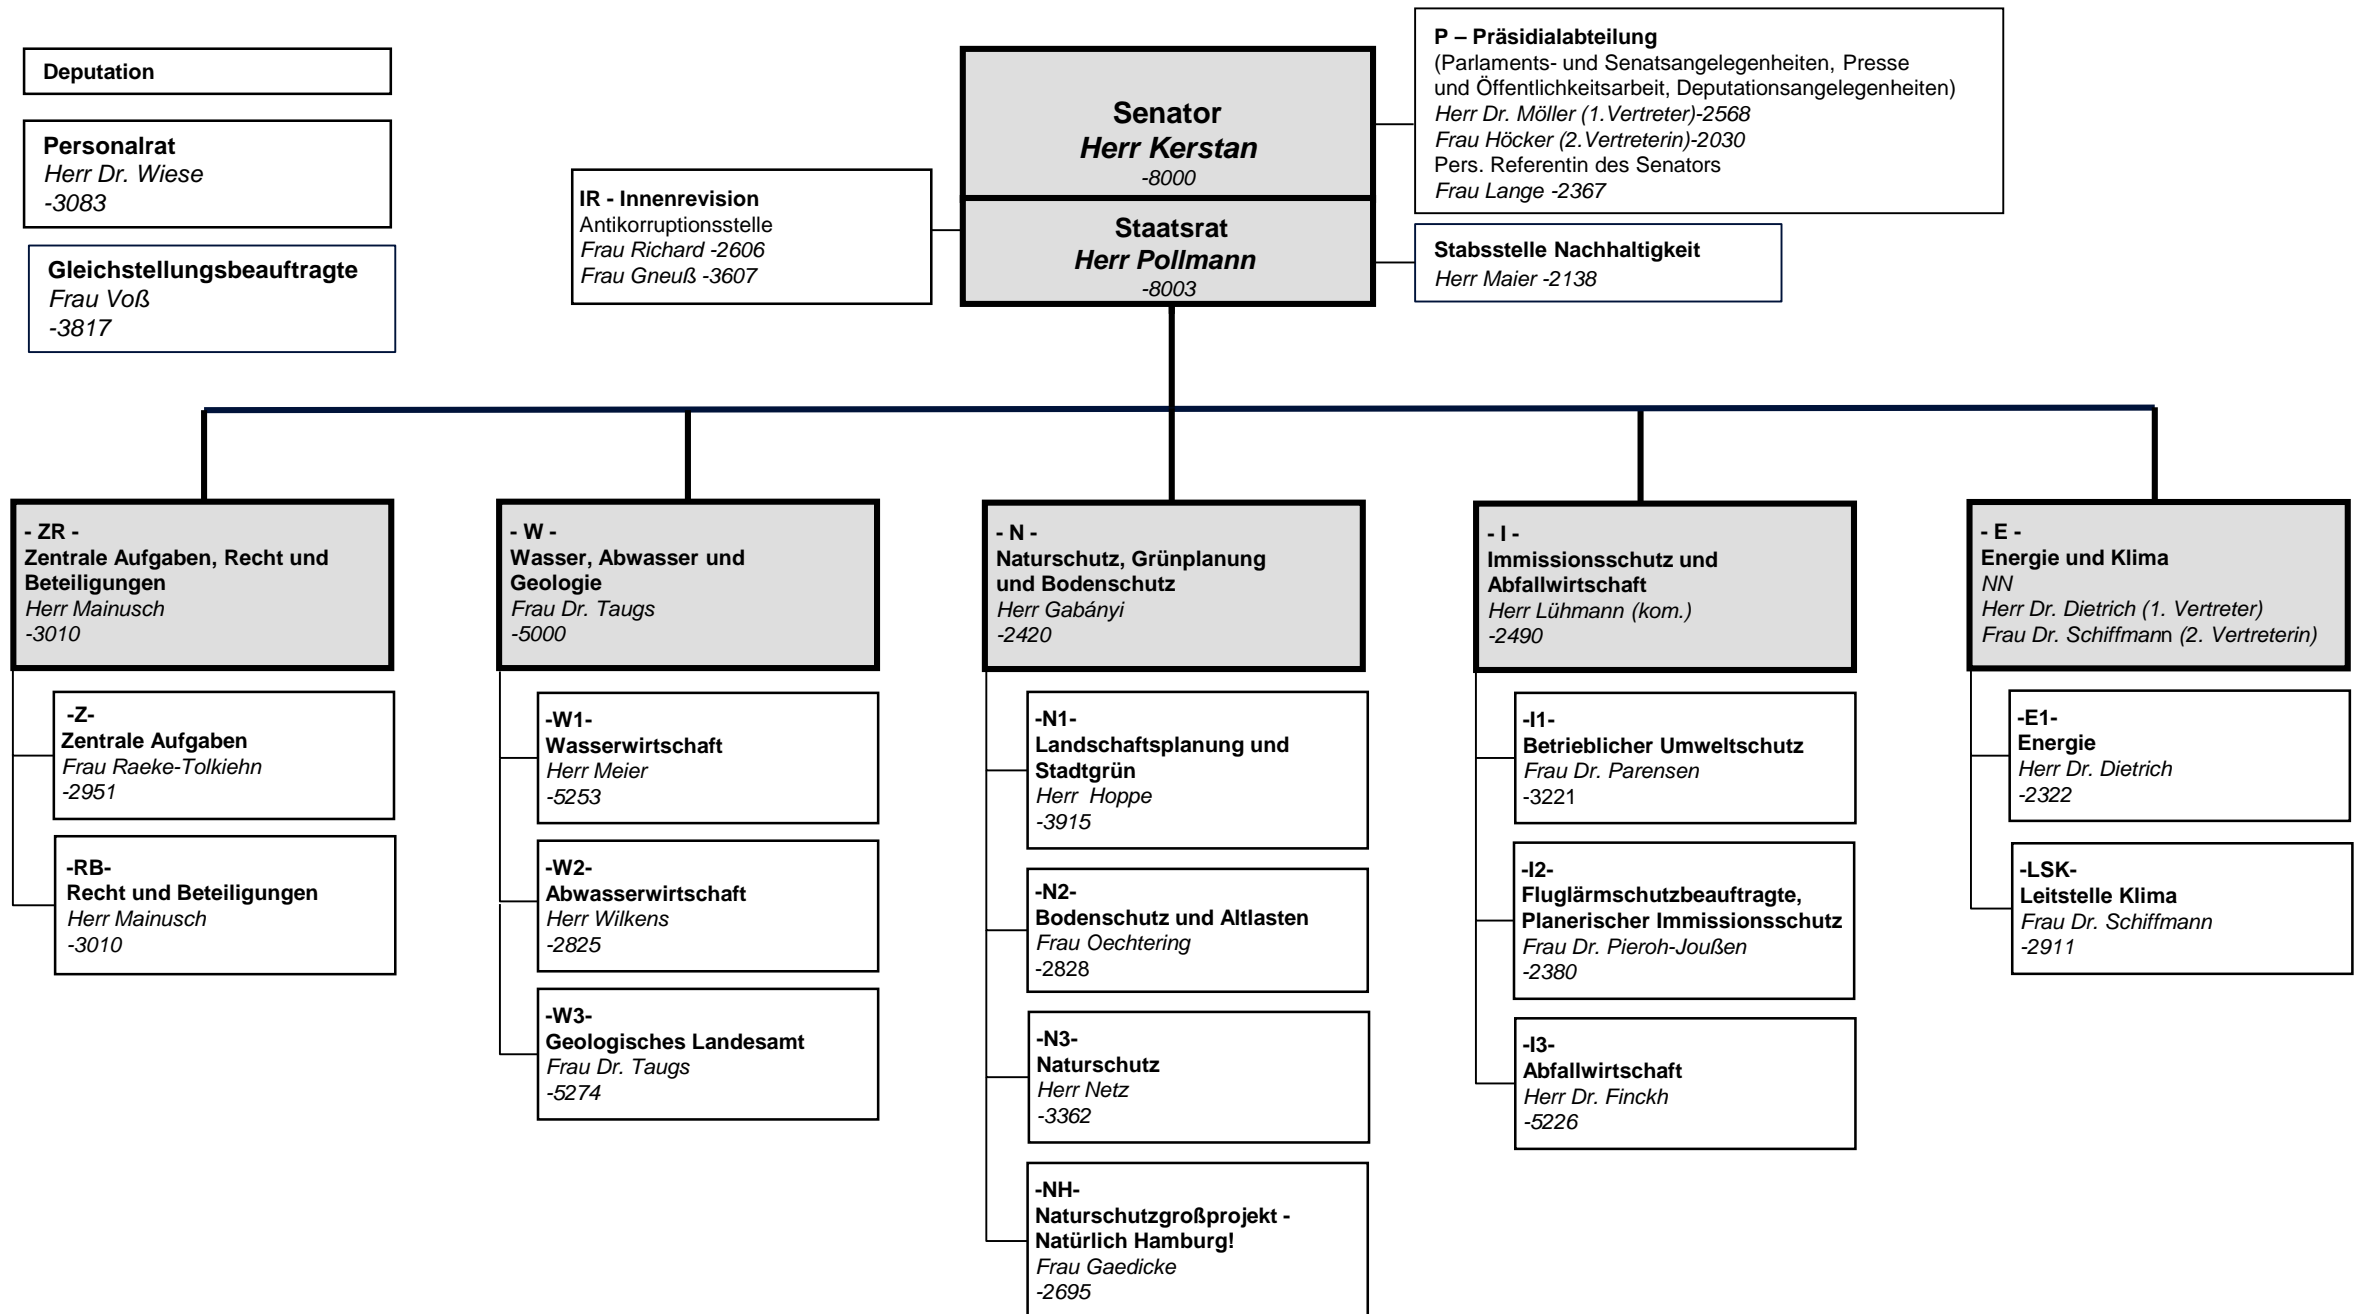 Deputation
Personalrat
Herr Dr. Wiese
-3083
Gleichstellungsbeauftragte
Frau Voß
-3817
IR - Innenrevision
Antikorruptionsstelle
Frau Richard -2606
Frau Gneuß -3607
Senator
Herr Kerstan
-8000
Staatsrat
Herr Pollmann
-8003
P – Präsidialabteilung
(Parlaments- und Senatsangelegenheiten, Presse
und Öffentlichkeitsarbeit, Deputationsangelegenheiten)
Herr Dr. Möller (1.Vertreter)-2568
Frau Höcker (2.Vertreterin)-2030
Pers. Referentin des Senators
Frau Lange -2367
Stabsstelle Nachhaltigkeit
Herr Maier -2138
- ZR -
Zentrale Aufgaben, Recht und
Beteiligungen
Herr Mainusch
-3010
-Z-
Zentrale Aufgaben
Frau Raeke-Tolkiehn
-2951
-RB-
Recht und Beteiligungen
Herr Mainusch
-3010
- W -
Wasser, Abwasser und
Geologie
Frau Dr. Taugs
-5000
-W1-
Wasserwirtschaft
Herr Meier
-5253
-W2-
Abwasserwirtschaft
Herr Wilkens
-2825
-W3-
Geologisches Landesamt
Frau Dr. Taugs
-5274
- N -
Naturschutz, Grünplanung
und Bodenschutz
Herr Gabányi
-2420
-N1-
Landschaftsplanung und
Stadtgrün
Herr  Hoppe
-3915
-N2-
Bodenschutz und Altlasten
Frau Oechtering
-2828
-N3-
Naturschutz
Herr Netz
-3362
-NH-
Naturschutzgroßprojekt -
Natürlich Hamburg!
Frau Gaedicke
-2695
- I -
Immissionsschutz und
Abfallwirtschaft
Herr Lühmann (kom.)
-2490
-I1-
Betrieblicher Umweltschutz
Frau Dr. Parensen
-3221
-I2-
Fluglärmschutzbeauftragte,
Planerischer Immissionsschutz
Frau Dr. Pieroh-Joußen
-2380
-I3-
Abfallwirtschaft
Herr Dr. Finckh
-5226
- E -
Energie und Klima
NN
Herr Dr. Dietrich (1. Vertreter)
Frau Dr. Schiffmann (2. Vertreterin)
-E1-
Energie
Herr Dr. Dietrich
-2322
-LSK-
Leitstelle Klima
Frau Dr. Schiffmann
-2911